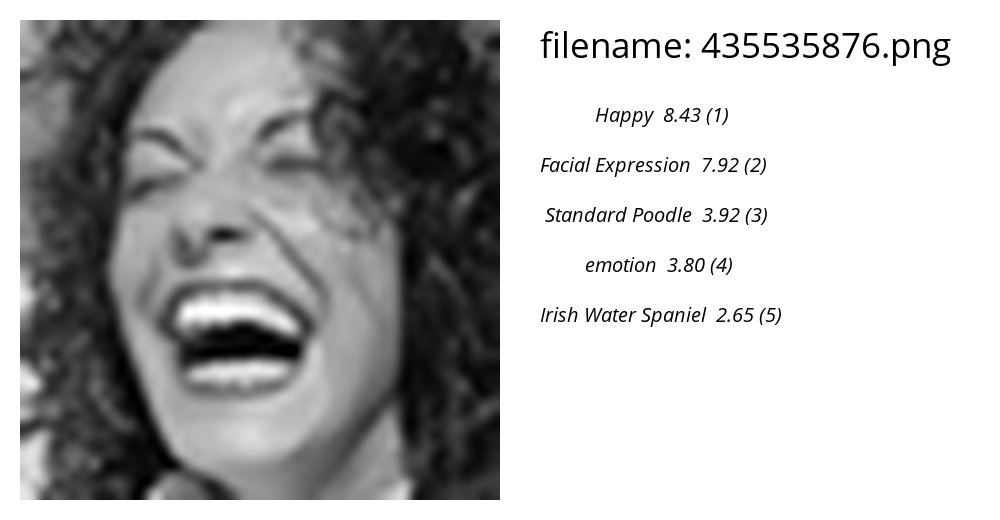 filename: 435535876.png
Happy 8.43 (1)
Facial Expression 7.92 (2)
Standard Poodle 3.92 (3)
emotion 3.80 (4)
Irish Water Spaniel 2.65 (5)